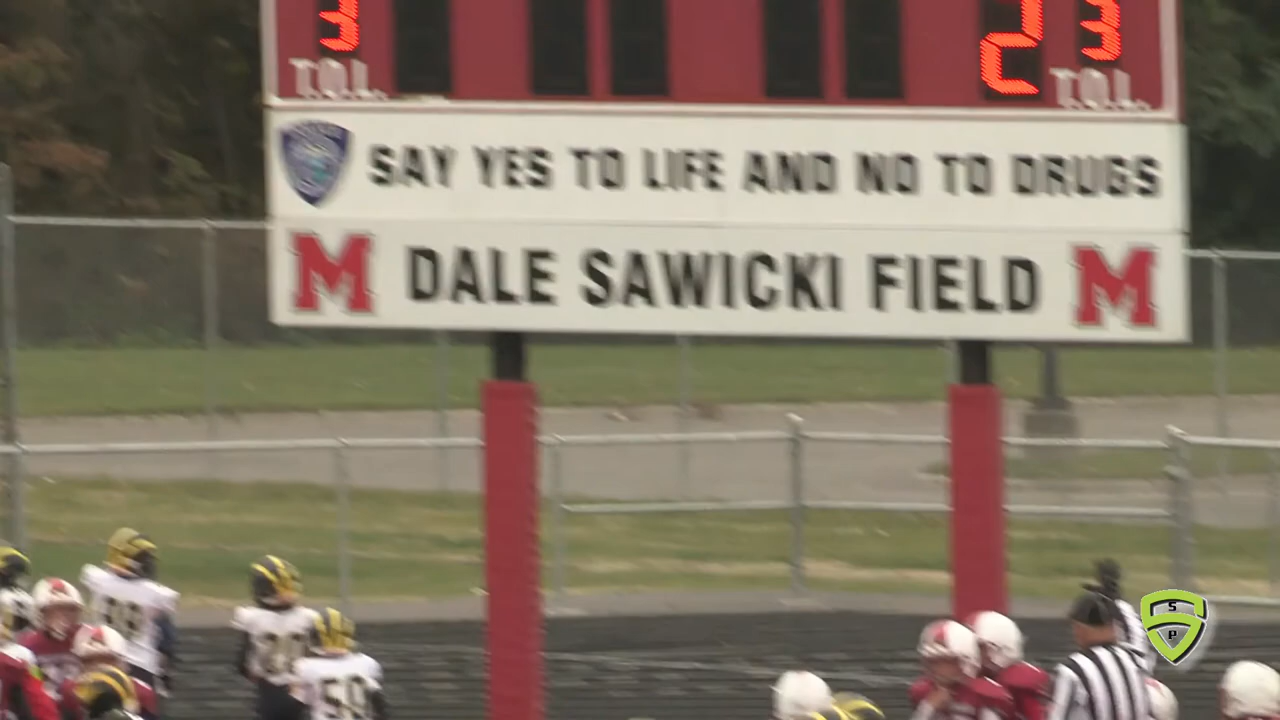 3 2 3
T.O.L. T.O.L.
SAY YES TO LIFE AND NO TO DRUGS
M DALE SAWICKI FIELD M
S
P